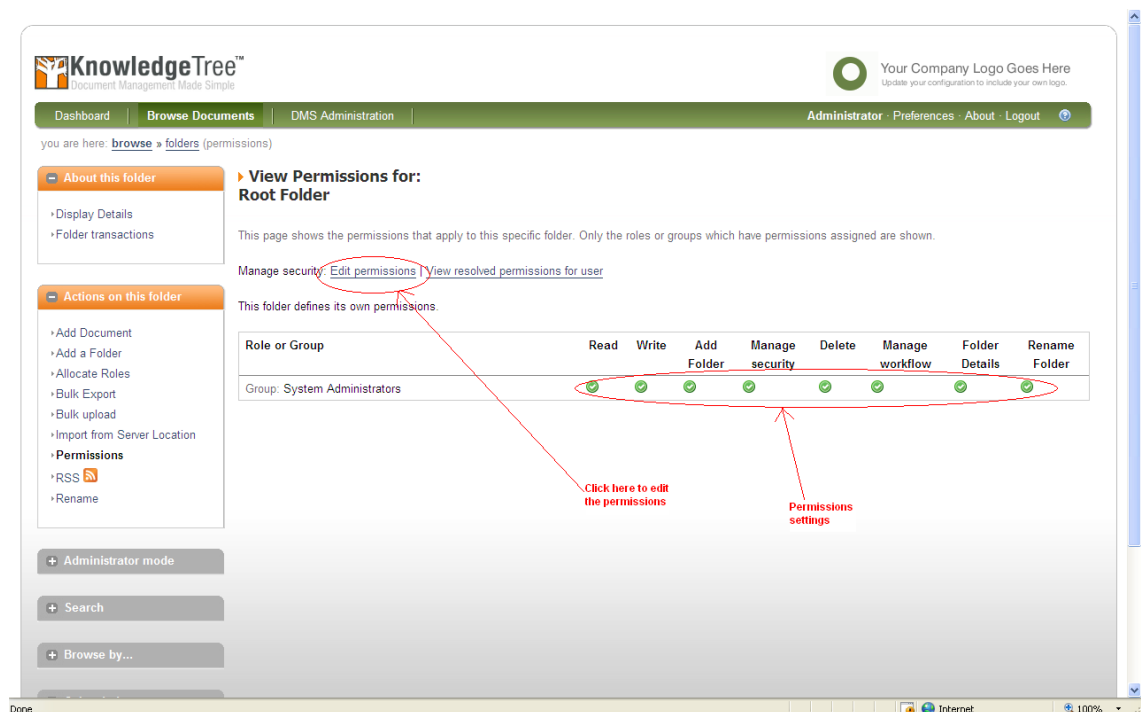 KnowledgeTree™
Document Management Made Simple
Your Company Logo Goes Here
Update your configuration to include your own logo.
Dashboard Browse Documents DMS Administration Administrator · Preferences · About · Logout ?
you are here: browse » folders (permissions)
About this folder
Display Details
Folder transactions
Actions on this folder
Add Document
Add a Folder
Allocate Roles
Bulk Export
Bulk upload
Import from Server Location
Permissions
RSS
Rename
Administrator mode
Search
Browse by...
View Permissions for:
Root Folder
This page shows the permissions that apply to this specific folder. Only the roles or groups which have permissions assigned are shown.
Manage security: Edit permissions | View resolved permissions for user
This folder defines its own permissions.
Role or Group Read Write Add Folder Manage security Delete Manage workflow Folder Details Rename Folder
Group: System Administrators
Click here to edit
the permissions
Permissions
settings
Done Internet 100%